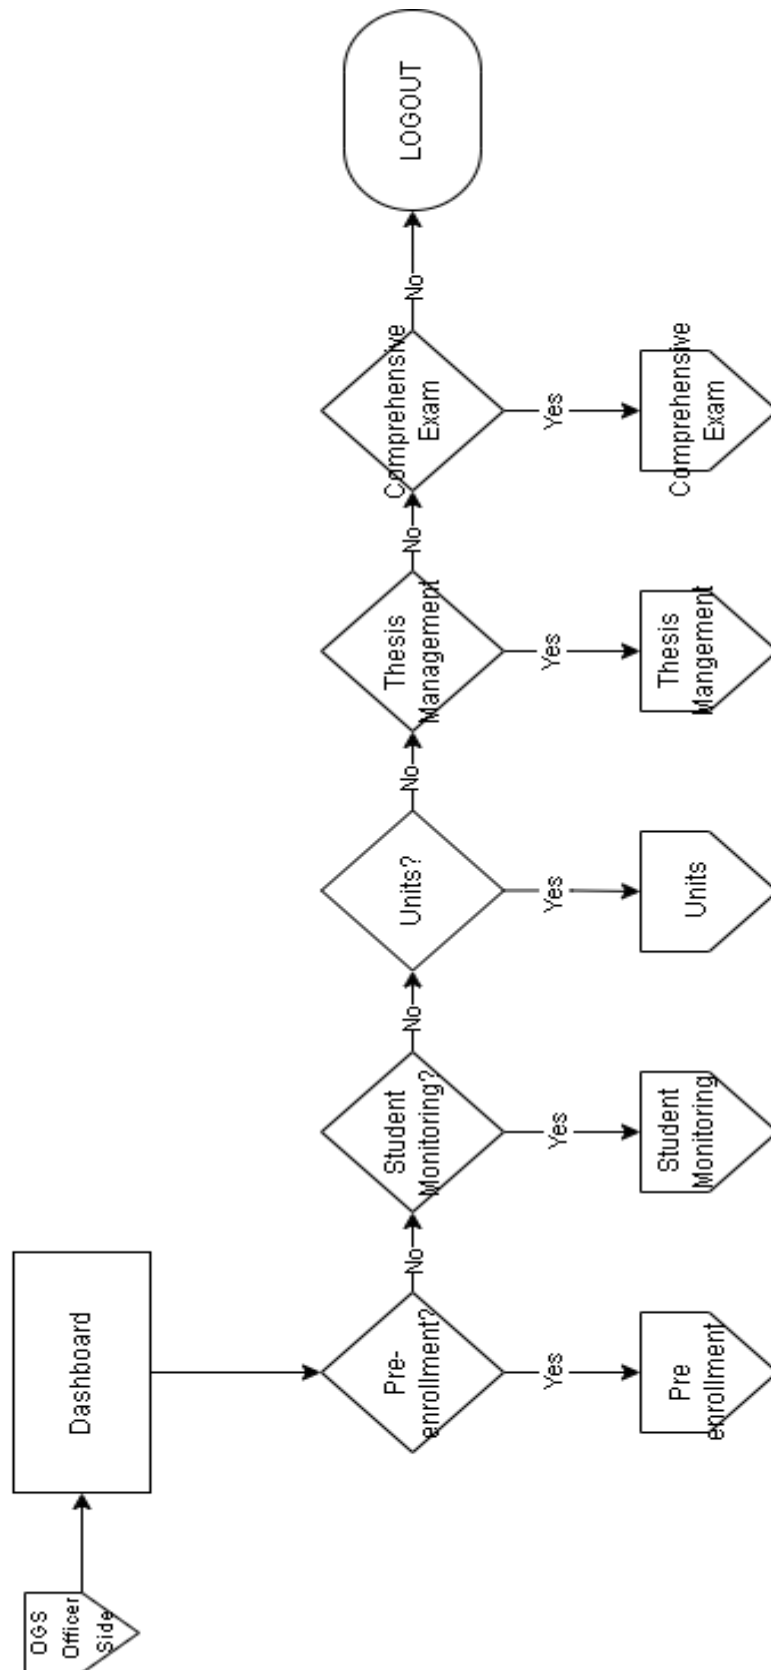 OGS
Officer
Side
Dashboard
Pre-
enrollment?
No
Student
Monitoring?
No
Units?
No
Thesis
Management
No
Comprehensive
Exam
No
LOGOUT
Yes
Yes
Yes
Yes
Yes
Pre
enrollment
Student
Monitoring
Units
Thesis
Mangement
Comprehensive
Exam